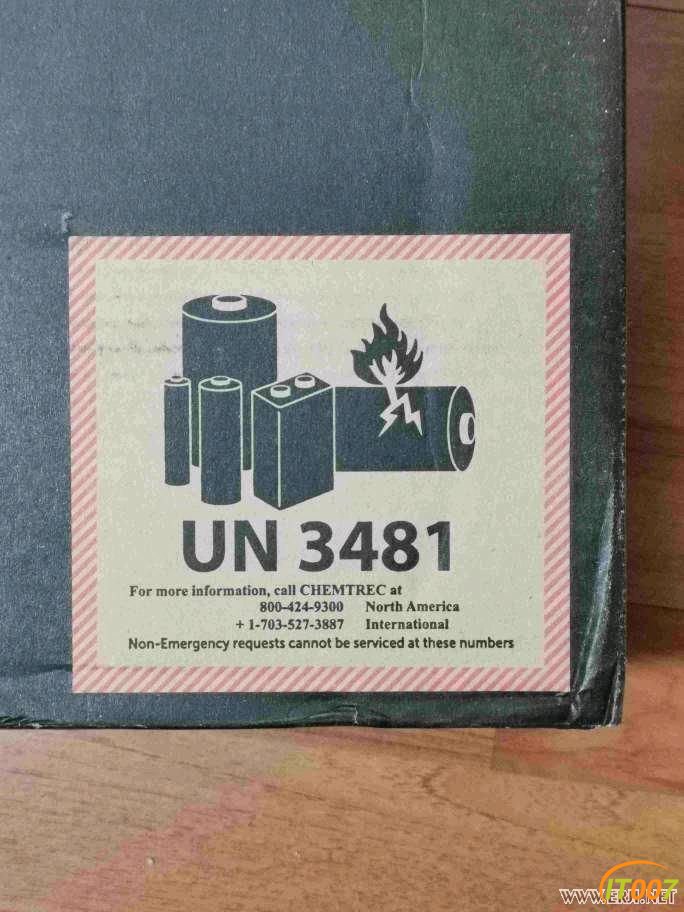 UN 3481
For more information, call CHEMTREC at
800-424-9300 North America
+ 1-703-527-3887 International
Non-Emergency requests cannot be serviced at these numbers
IT007